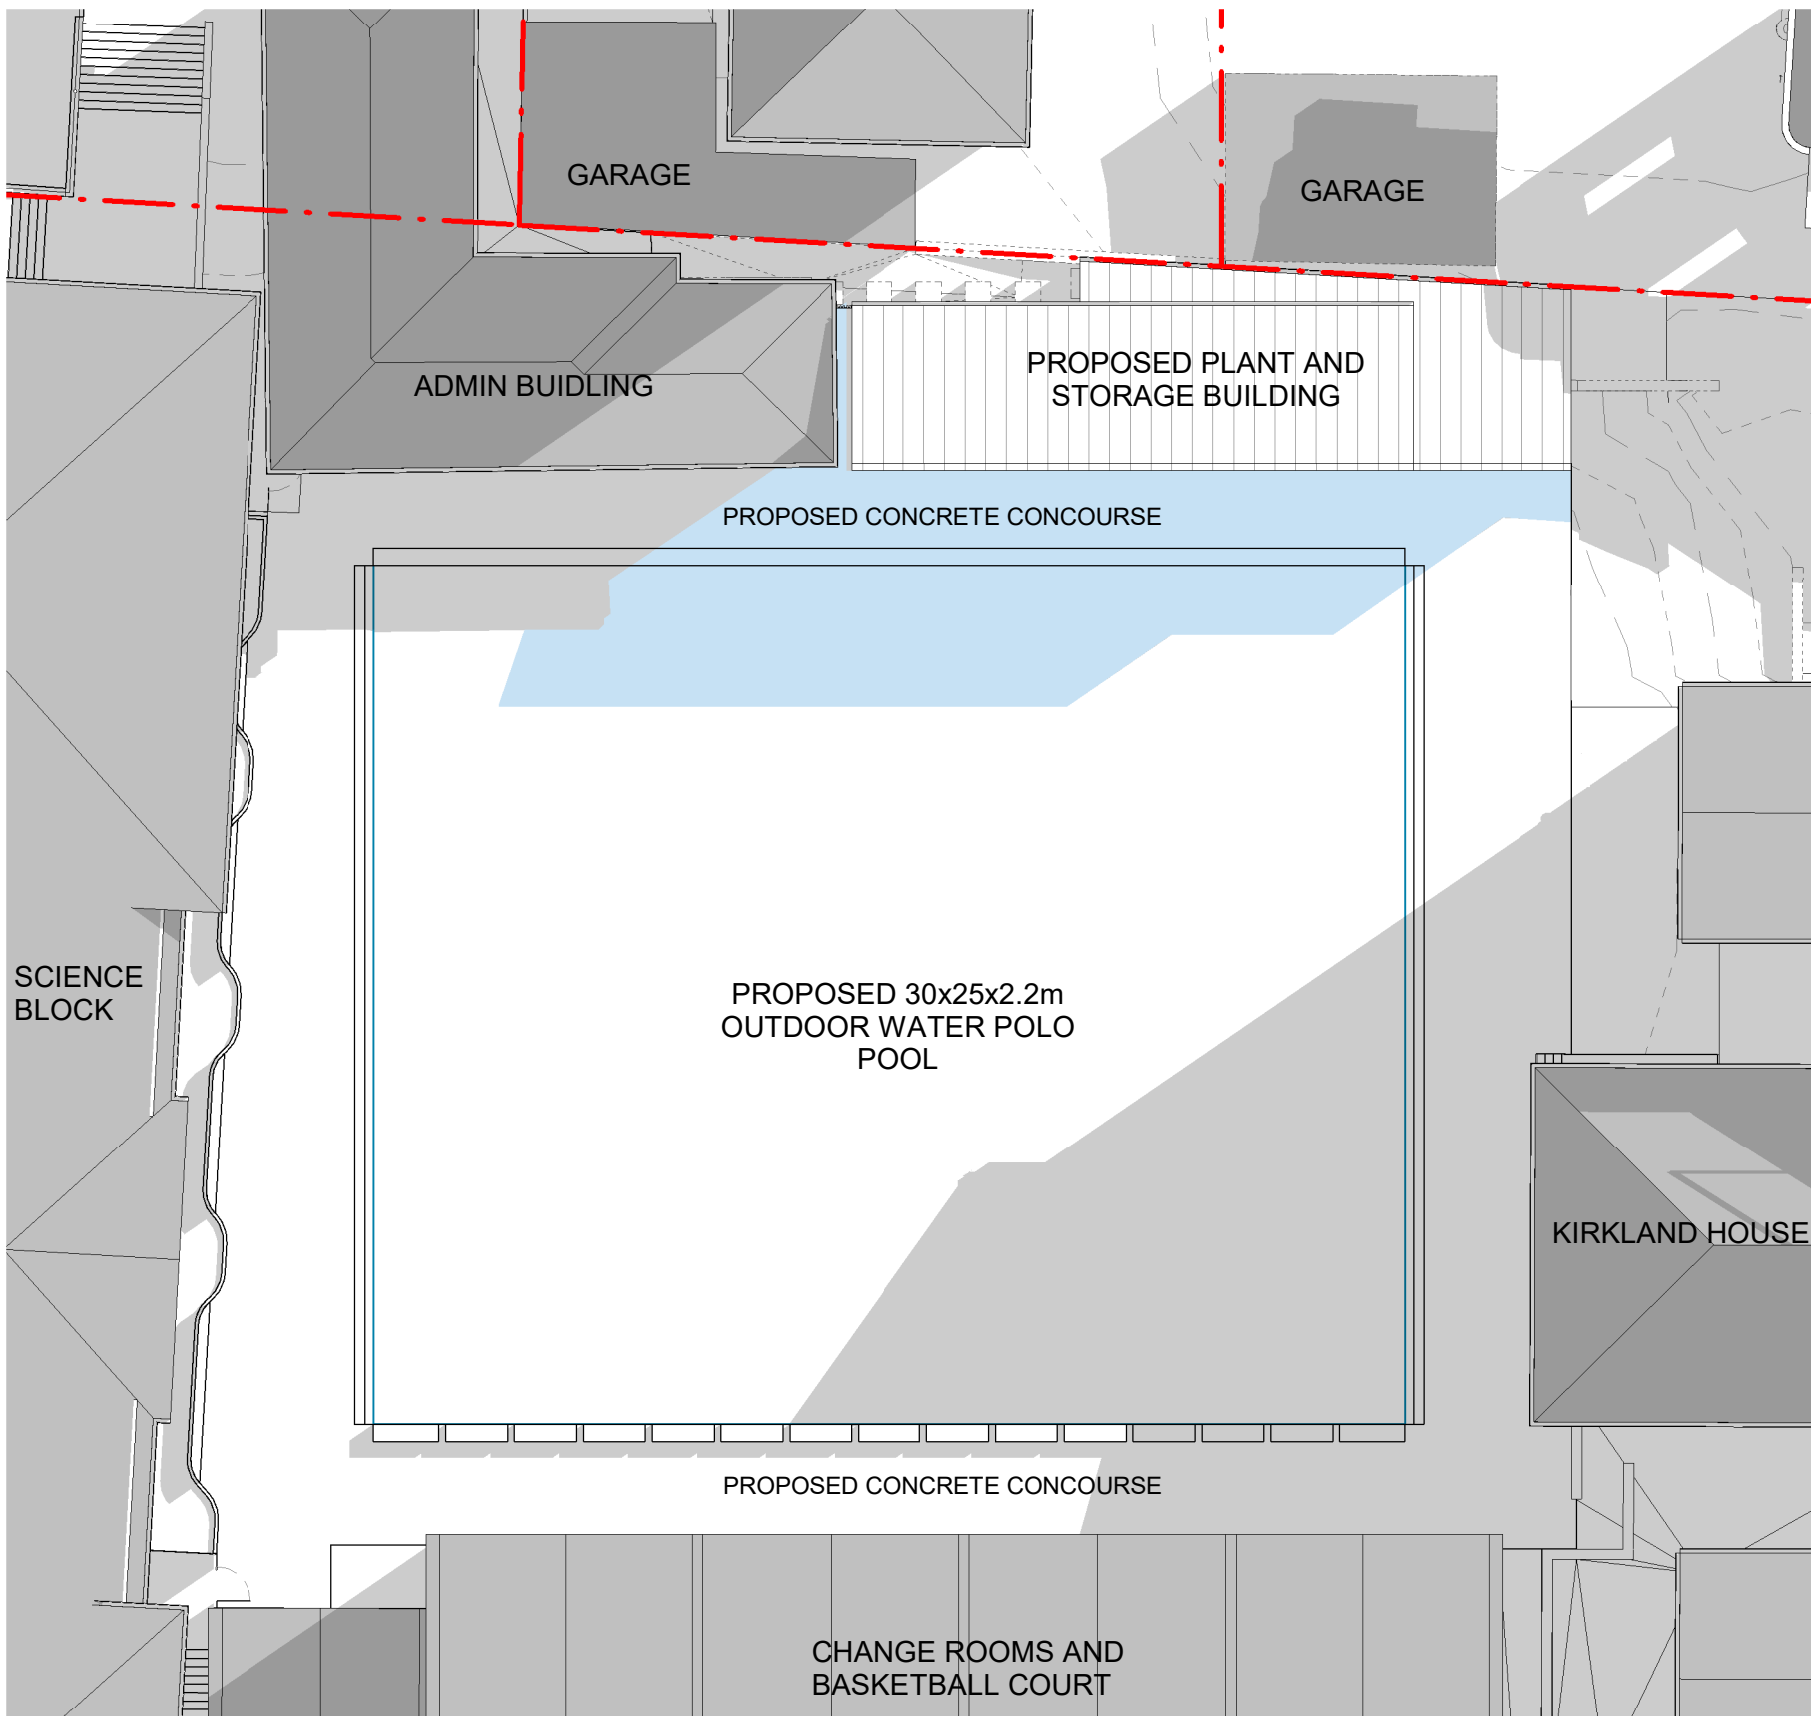 GARAGE
GARAGE
PROPOSED PLANT AND
STORAGE BUILDING
ADMIN BUIDLING
PROPOSED CONCRETE CONCOURSE
SCIENCE
BLOCK
PROPOSED 30x25x2.2m
OUTDOOR WATER POLO
POOL
KIRKLAND HOUSE
PROPOSED CONCRETE CONCOURSE
CHANGE ROOMS AND
BASKETBALL COURT